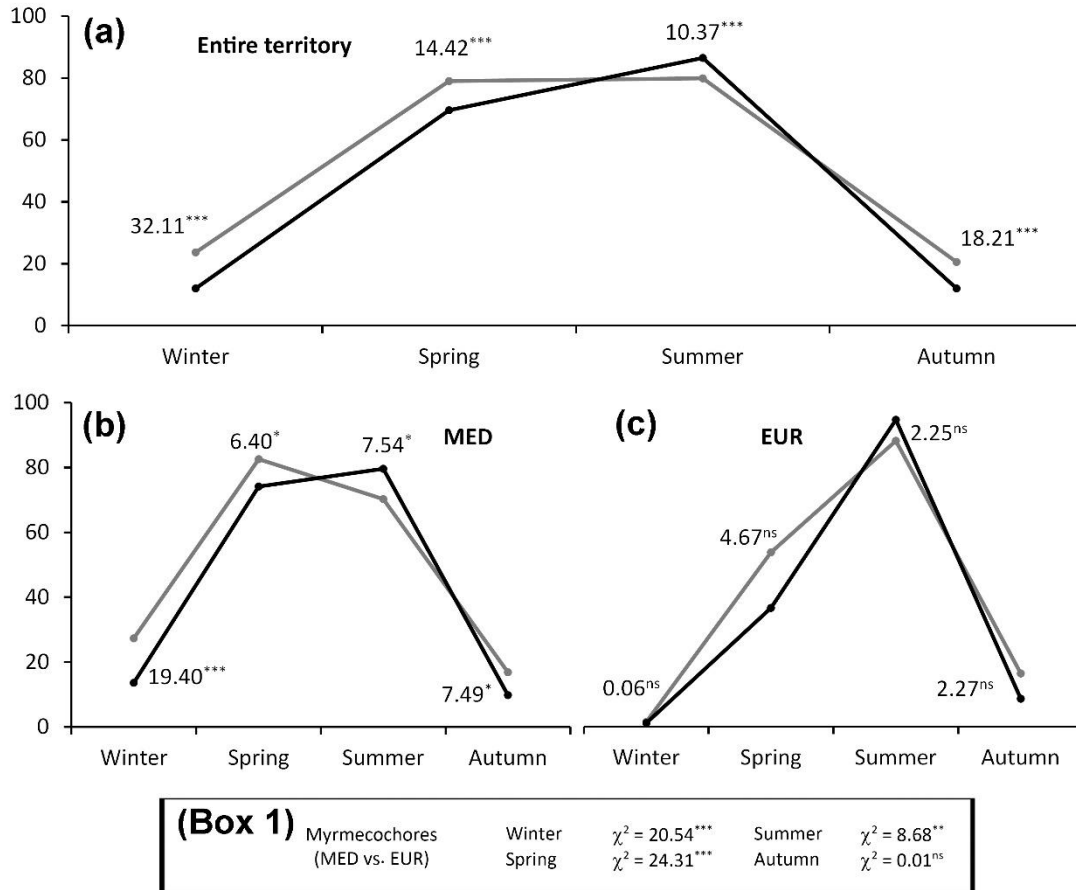 100
(a)
Entire territory
14.42***
10.37***
80
60
40
32.11***
18.21***
20
0
Winter Spring Summer Autumn
100
(b)
6.40*
7.54*
MED
80
60
40
20
19.40***
7.49*
0
Winter Spring Summer Autumn
(c)
EUR
2.25ns
4.67ns
0.06ns
2.27ns
Winter Spring Summer Autumn
(Box 1)
Myrmecochores Winter χ² = 20.54*** Summer χ² = 8.68**
(MED vs. EUR) Spring χ² = 24.31*** Autumn χ² = 0.01ns